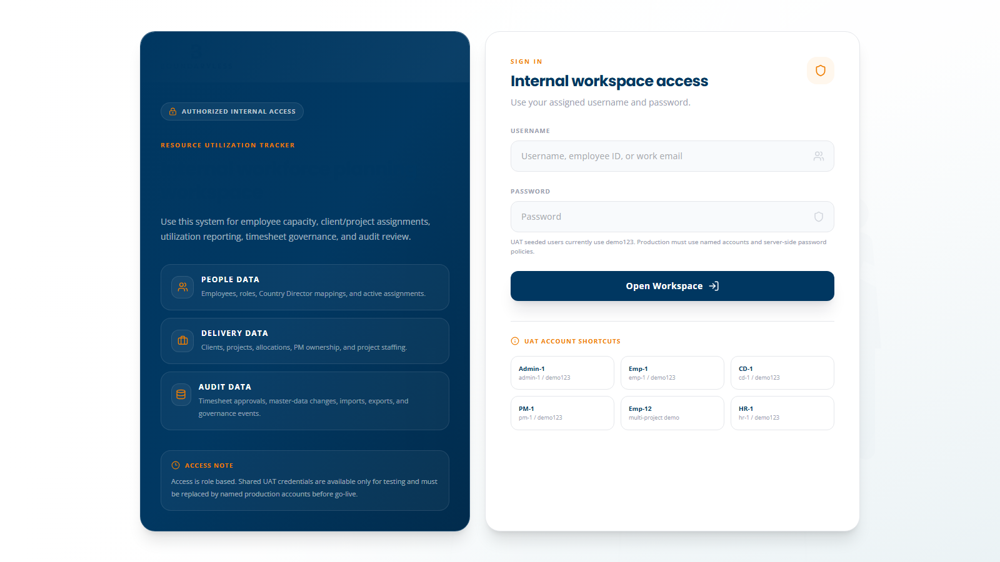 AUTHORIZED INTERNAL ACCESS
RESOURCE UTILIZATION TRACKER
Use this system for employee capacity, client/project assignments,
utilization reporting, timesheet governance, and audit review.
PEOPLE DATA
Employees, roles, Country Director mappings, and active assignments.
DELIVERY DATA
Clients, projects, allocations, PM ownership, and project staffing.
AUDIT DATA
Timesheet approvals, master-data changes, imports, exports, and
governance events.
ACCESS NOTE
Access is role based. Shared UAT credentials are available only for testing and must
be replaced by named production accounts before go-live.
SIGN IN
Internal workspace access
Use your assigned username and password.
USERNAME
Username, employee ID, or work email
PASSWORD
Password
UAT seeded users currently use demo123. Production must use named accounts and server-side password
policies.
Open Workspace
UAT ACCOUNT SHORTCUTS
Admin-1
admin-1 / demo123
Emp-1
emp-1 / demo123
CD-1
cd-1 / demo123
PM-1
pm-1 / demo123
Emp-12
multi-project demo
HR-1
hr-1 / demo123